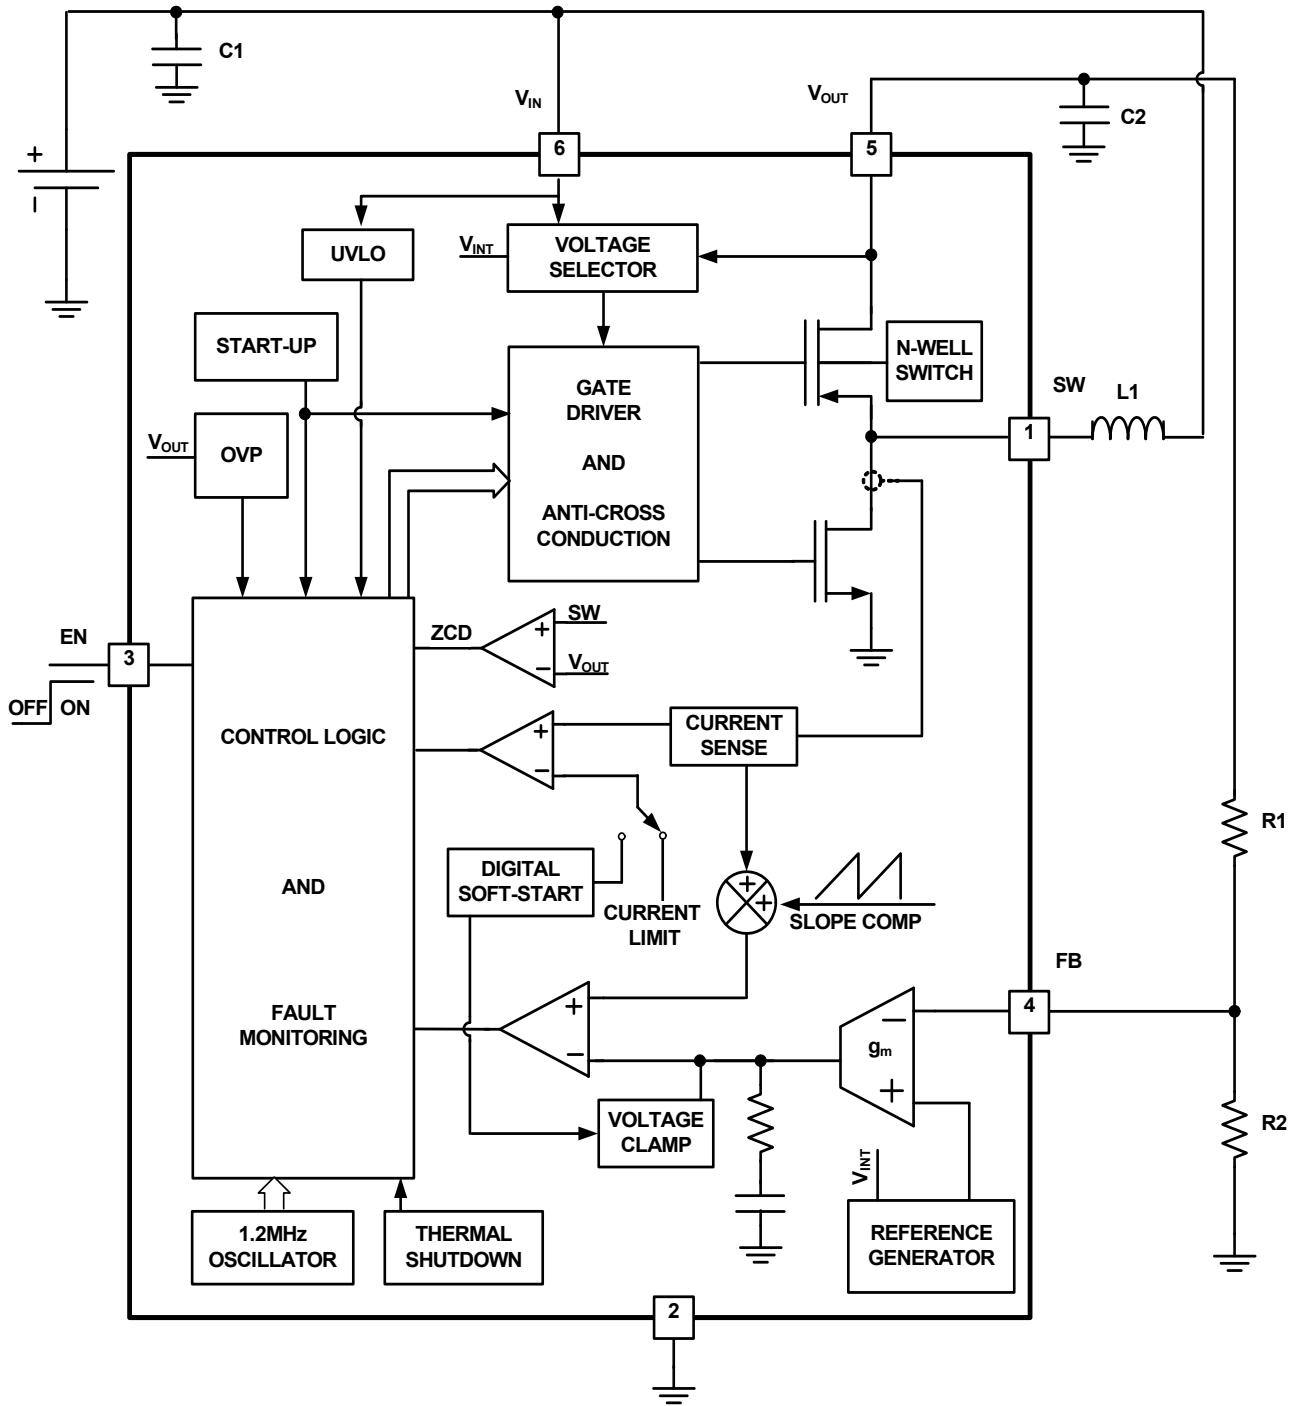 C1
VIN
VOUT
C2
6
5
+
–
UVLO
VINT
VOLTAGE
SELECTOR
START-UP
N-WELL
SWITCH
GATE
DRIVER
AND
ANTI-CROSS
CONDUCTION
SW
L1
1
VOUT
OVP
EN
3
OFF
ON
ZCD
+
–
SW
VOUT
CONTROL LOGIC
AND
FAULT
MONITORING
+
–
CURRENT
SENSE
R1
DIGITAL
SOFT-START
CURRENT
LIMIT
+
+
SLOPE COMP
FB
4
+
–
–
gm
+
VOLTAGE
CLAMP
R2
VINT
1.2MHz
OSCILLATOR
THERMAL
SHUTDOWN
REFERENCE
GENERATOR
2